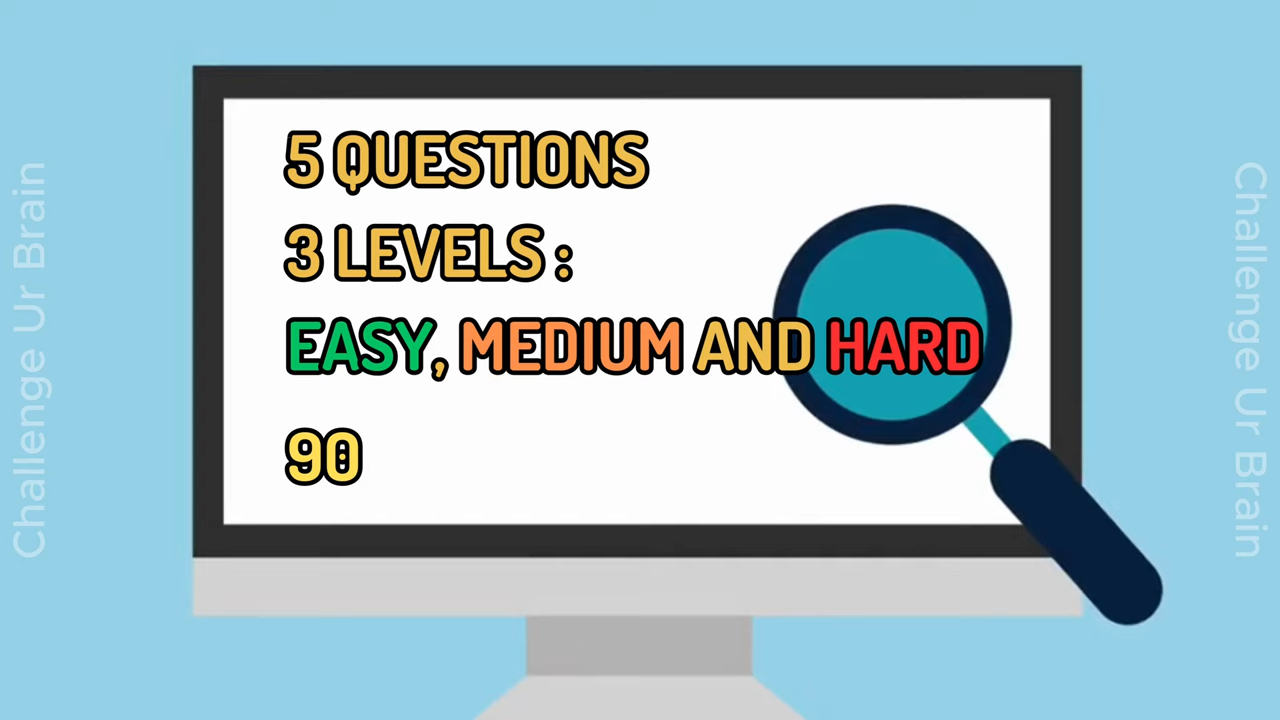 5 QUESTIONS
3 LEVELS :
EASY, MEDIUM AND HARD
90
Challenge Ur Brain
Challenge Ur Brain